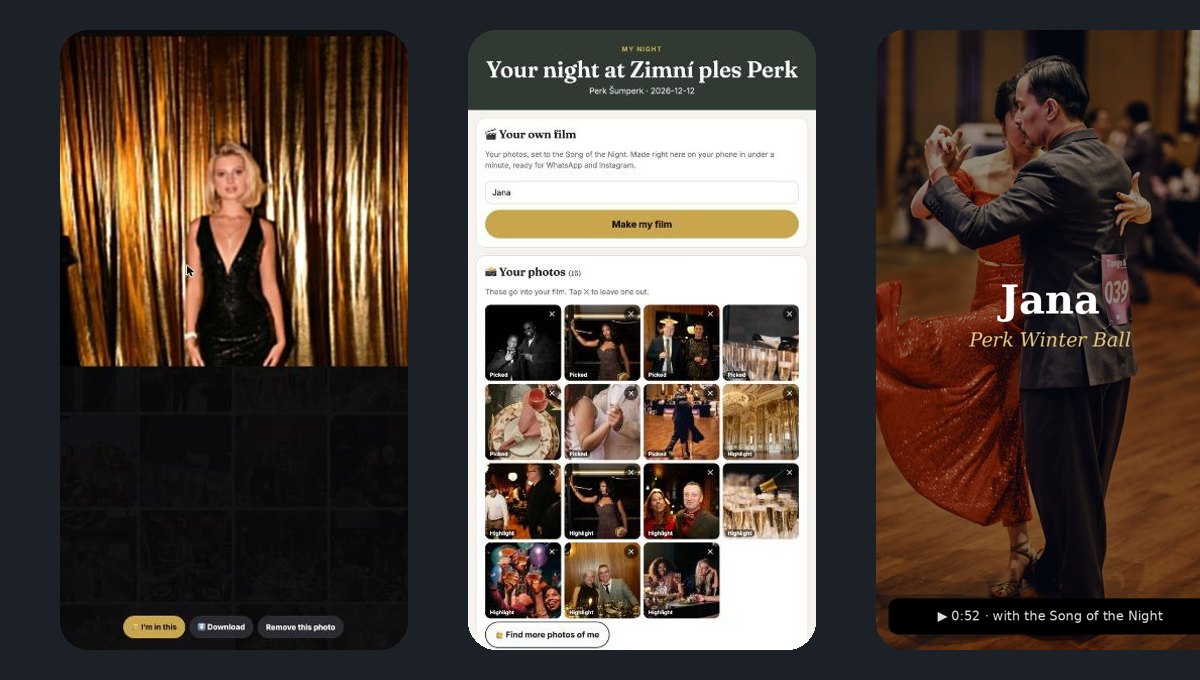 I'm in this
Download
Remove this photo
MY NIGHT
Your night at Zimní ples Perk
Perk Šumperk · 2026-12-12
Your own film
Your photos, set to the Song of the Night. Made right here on your phone in under a
minute, ready for WhatsApp and Instagram.
Jana
Make my film
Your photos (15)
These go into your film. Tap X to leave one out.
Picked
Picked
Picked
Picked
Picked
Picked
Picked
Highlight
Highlight
Highlight
Highlight
Highlight
Highlight
Highlight
Highlight
Find more photos of me
039
Jana
Perk Winter Ball
▶ 0:52 · with the Song of the Night